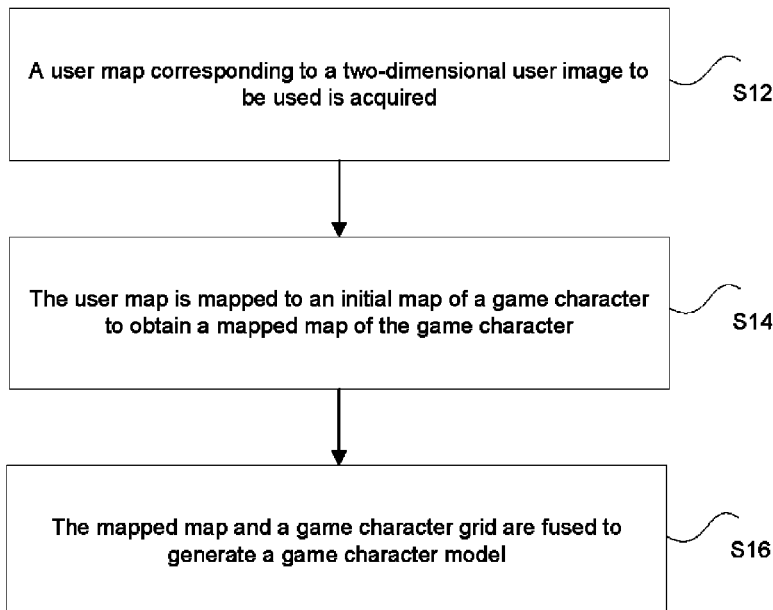 A user map corresponding to a two-dimensional user image to
be used is acquired
S12
The user map is mapped to an initial map of a game character
to obtain a mapped map of the game character
S14
The mapped map and a game character grid are fused to
generate a game character model
S16